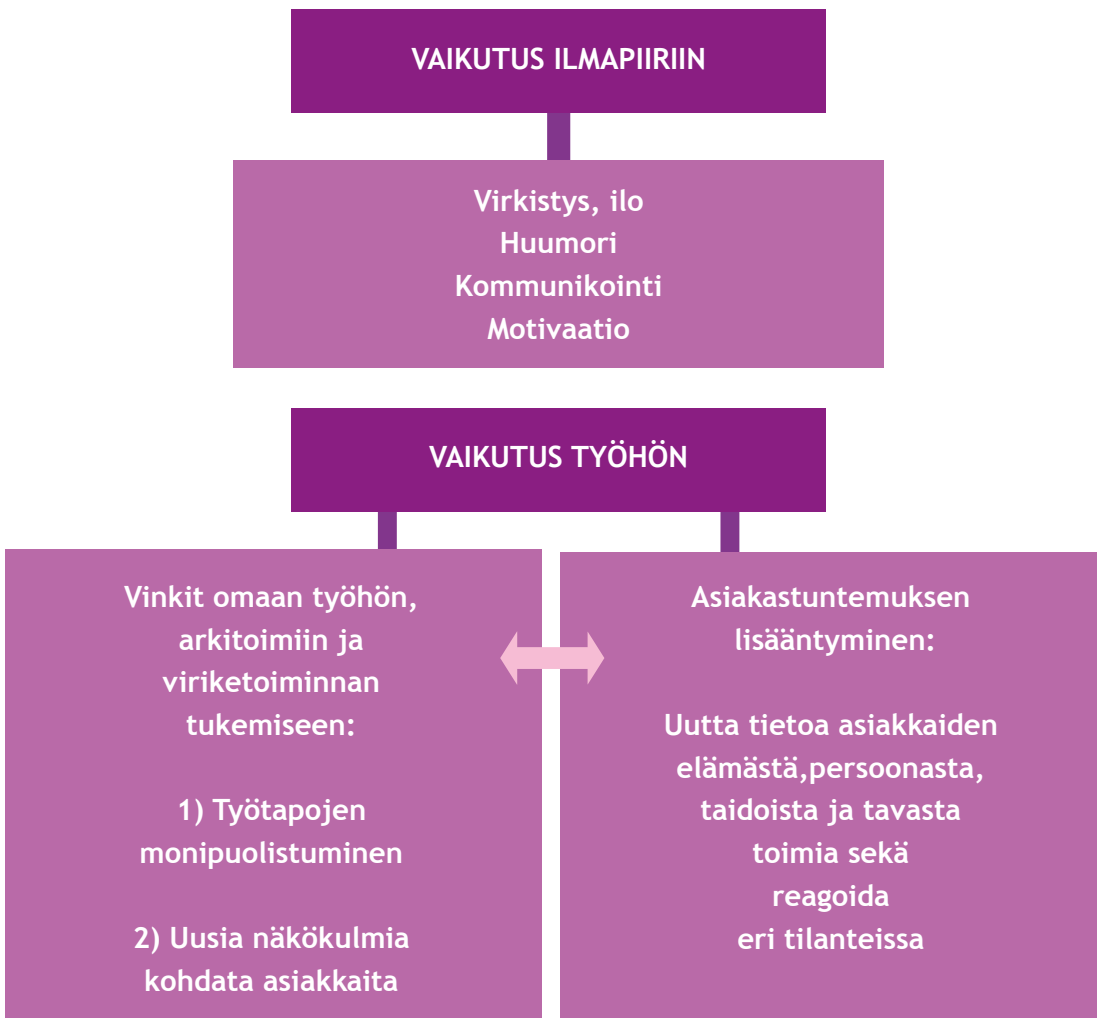 VAIKUTUS ILMAPIIRIIN
Virkistys, ilo
Huumori
Kommunikointi
Motivaatio
VAIKUTUS TYÖHÖN
Vinkit omaan työhön,
arkitoimiin ja
viriketoiminnan
tukemiseen:
1) Työtapojen
monipuolistuminen
2) Uusia näkökulmia
kohdata asiakkaita
Asiakastuntemuksen
lisääntyminen:
Uutta tietoa asiakkaiden
elämästä,persoonasta,
taidoista ja tavasta
toimia sekä
reagoida
eri tilanteissa